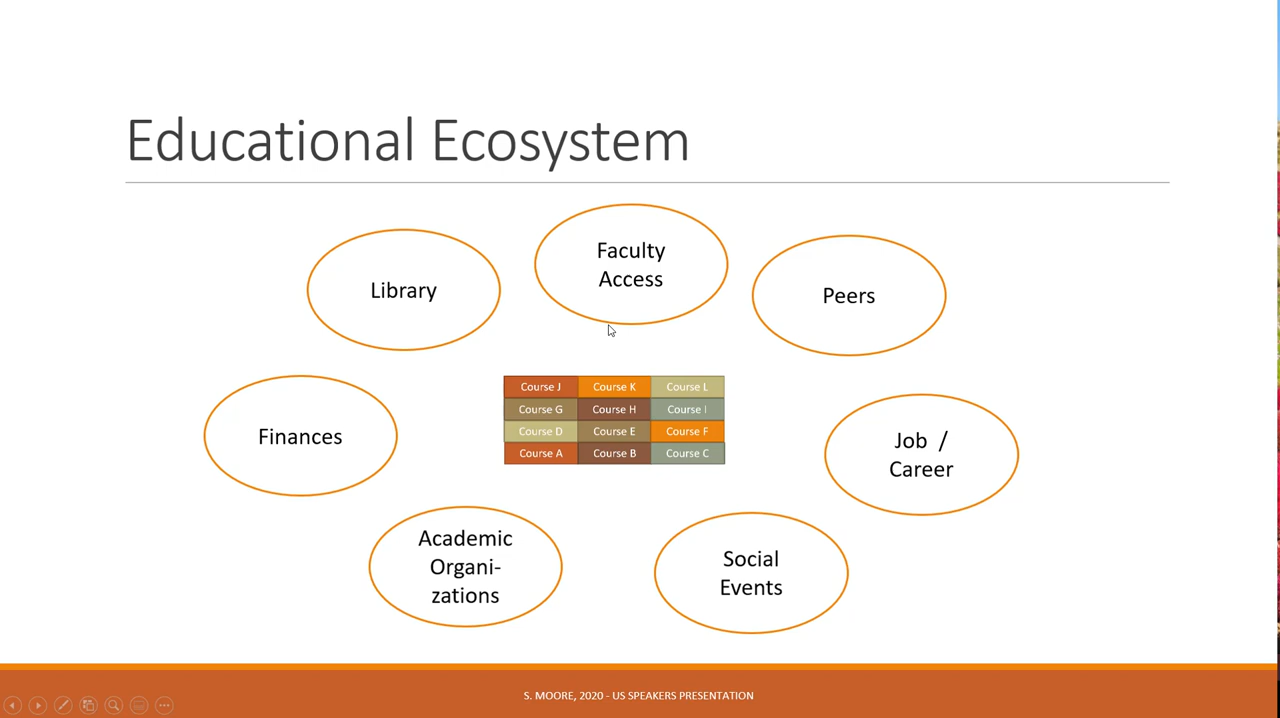 Educational Ecosystem
Library
Faculty
Access
Peers
Finances
Course J Course K Course L
Course G Course H Course I
Course D Course E Course F
Course A Course B Course C
Job /
Career
Academic
Organi-
zations
Social
Events
S. MOORE, 2020 - US SPEAKERS PRESENTATION